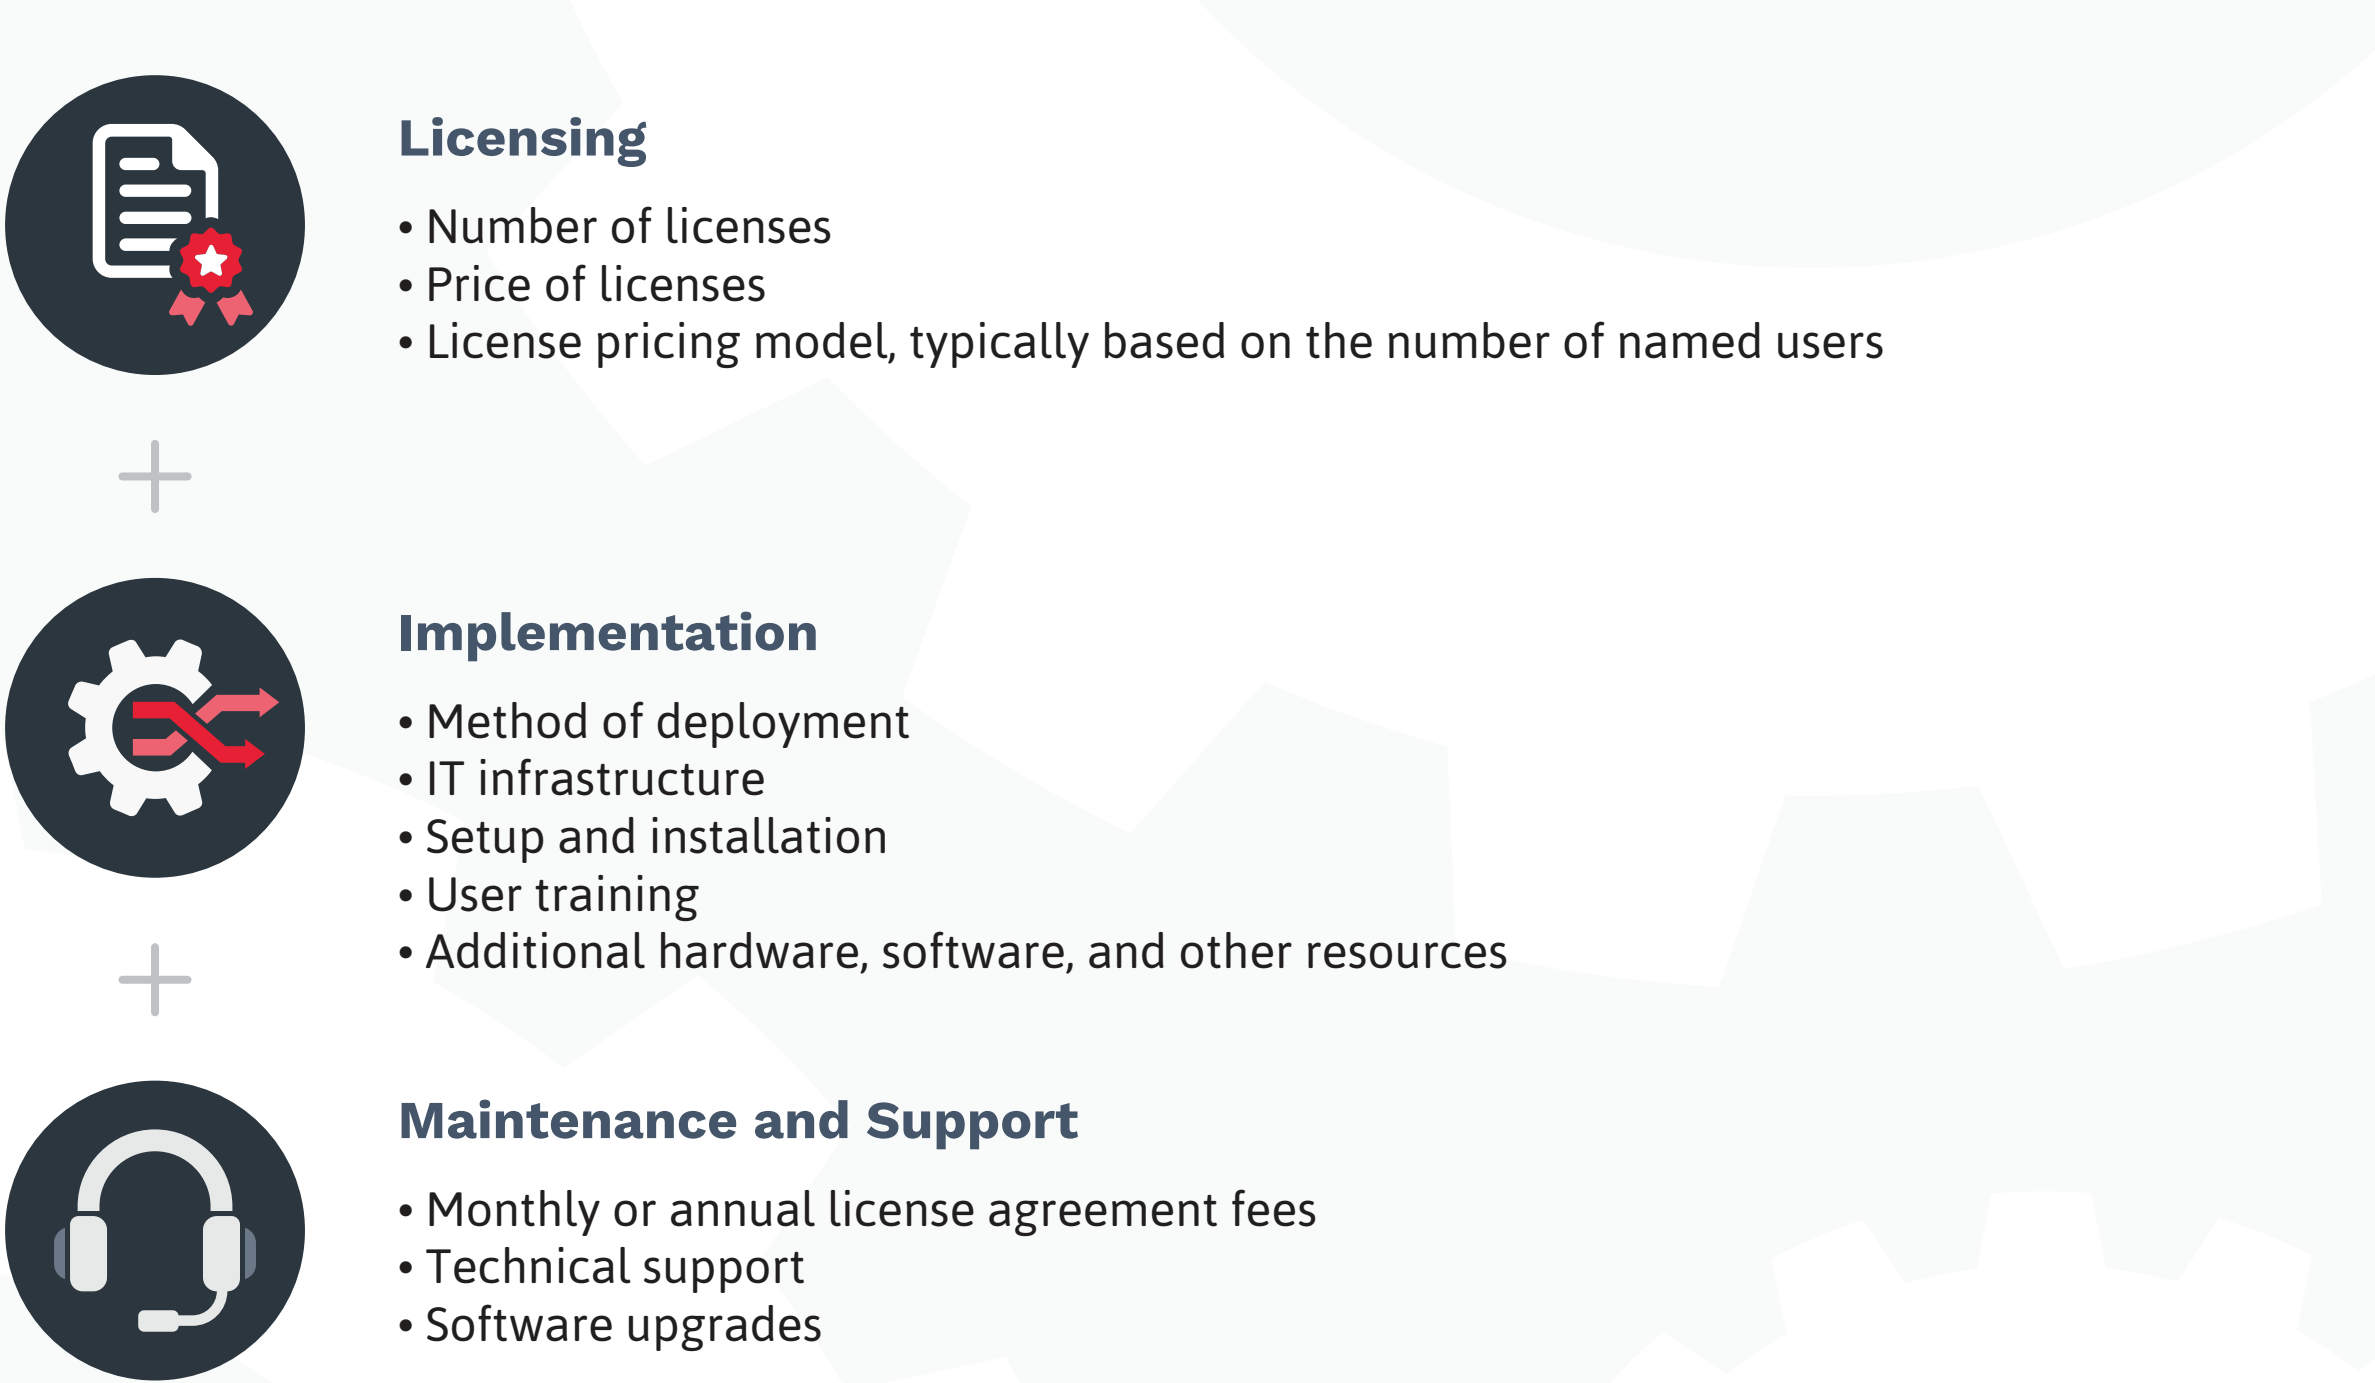 Licensing
• Number of licenses
• Price of licenses
• License pricing model, typically based on the number of named users
Implementation
• Method of deployment
• IT infrastructure
• Setup and installation
• User training
• Additional hardware, software, and other resources
Maintenance and Support
• Monthly or annual license agreement fees
• Technical support
• Software upgrades